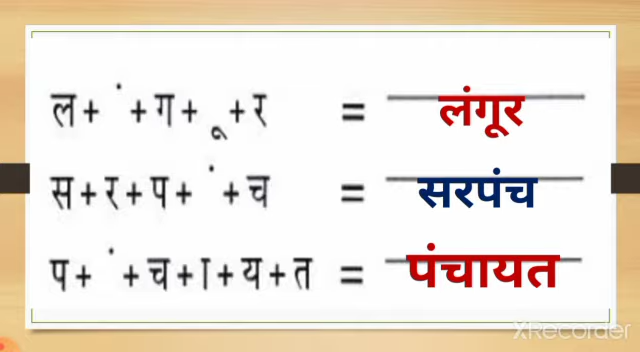 ल+ ं +ग+ ू +र = लंगूर
स+र+प+ ं +च = सरपंच
प+ ं +च+ा+य+त = पंचायत
XRecorder